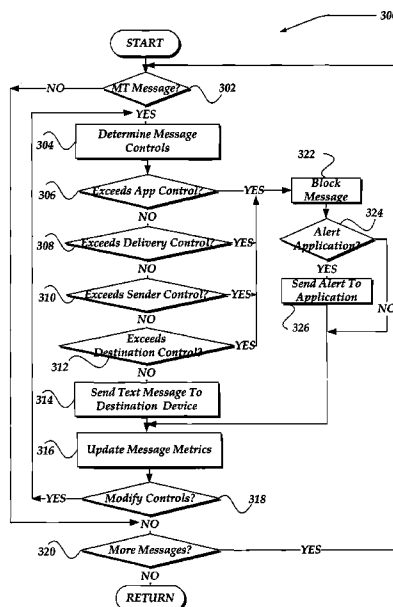 300
START
NO
MT Message?
302
YES
304
Determine Message
Controls
322
306
Exceeds App Control?
YES
Block
Message
NO
324
308
Exceeds Delivery Control?
YES
Alert
Application?
NO
YES
310
Exceeds Sender Control?
YES
Send Alert To
Application
NO
NO
326
Exceeds
Destination Control?
312
YES
NO
314
Send Text Message To
Destination Device
316
Update Message Metrics
YES
Modify Controls?
318
NO
320
More Messages?
YES
NO
RETURN